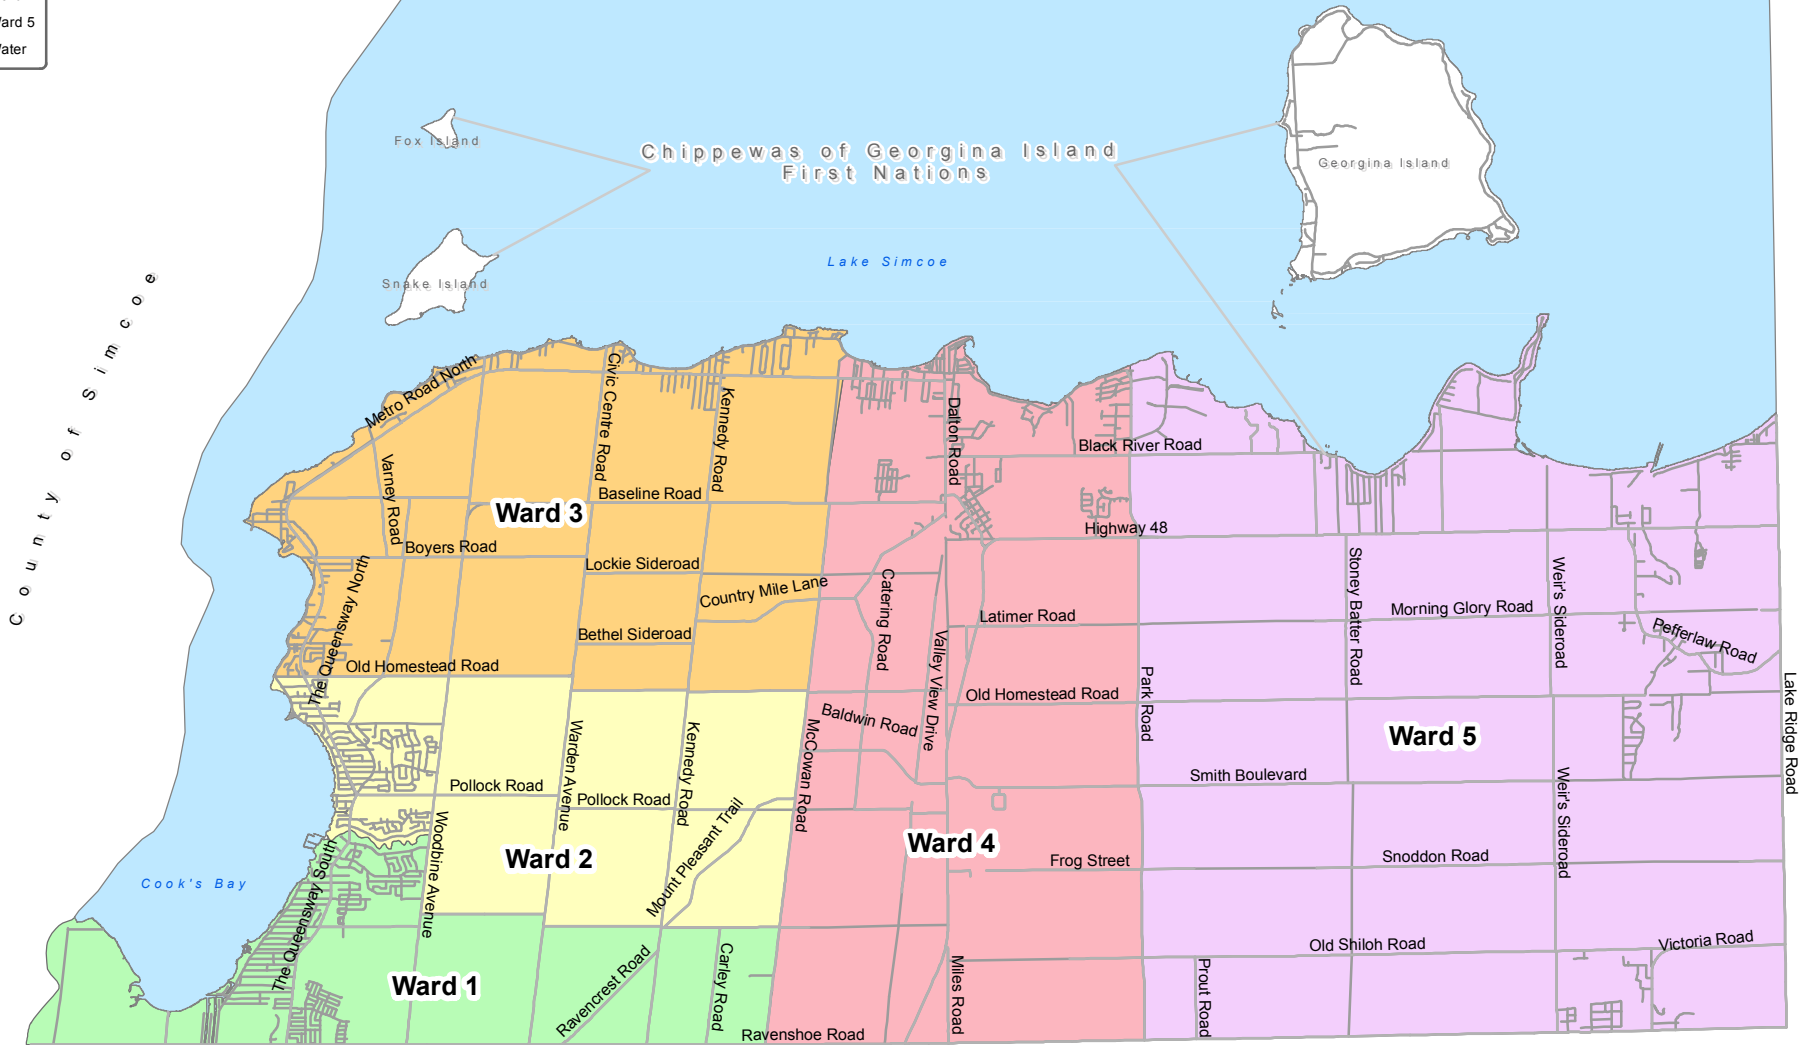 Ward 5
Water
Fox Island
Chippewas of Georgina Island
First Nations
Georgina Island
Lake Simcoe
Snake Island
County of Simcoe
Metro Road North
Civic Centre Road
Kennedy Road
Dalton Road
Black River Road
Varney Road
Baseline Road
Ward 3
Highway 48
Boyers Road
Lockie Sideroad
The Queensway North
Country Mile Lane
Catering Road
Stoney Batter Road
Weir's Sideroad
Morning Glory Road
Latimer Road
Bethel Sideroad
Valley View Drive
Pefferlaw Road
Old Homestead Road
Old Homestead Road
Park Road
Lake Ridge Road
Baldwin Road
Ward 5
Warden Avenue
Kennedy Road
McCowan Road
Smith Boulevard
Weir's Sideroad
Pollock Road
Pollock Road
Mount Pleasant Trail
Woodbine Avenue
Ward 4
Ward 2
Frog Street
Snoddon Road
The Queensway South
Cook's Bay
Old Shiloh Road
Victoria Road
Ward 1
Ravencrest Road
Carley Road
Miles Road
Prout Road
Ravenshoe Road